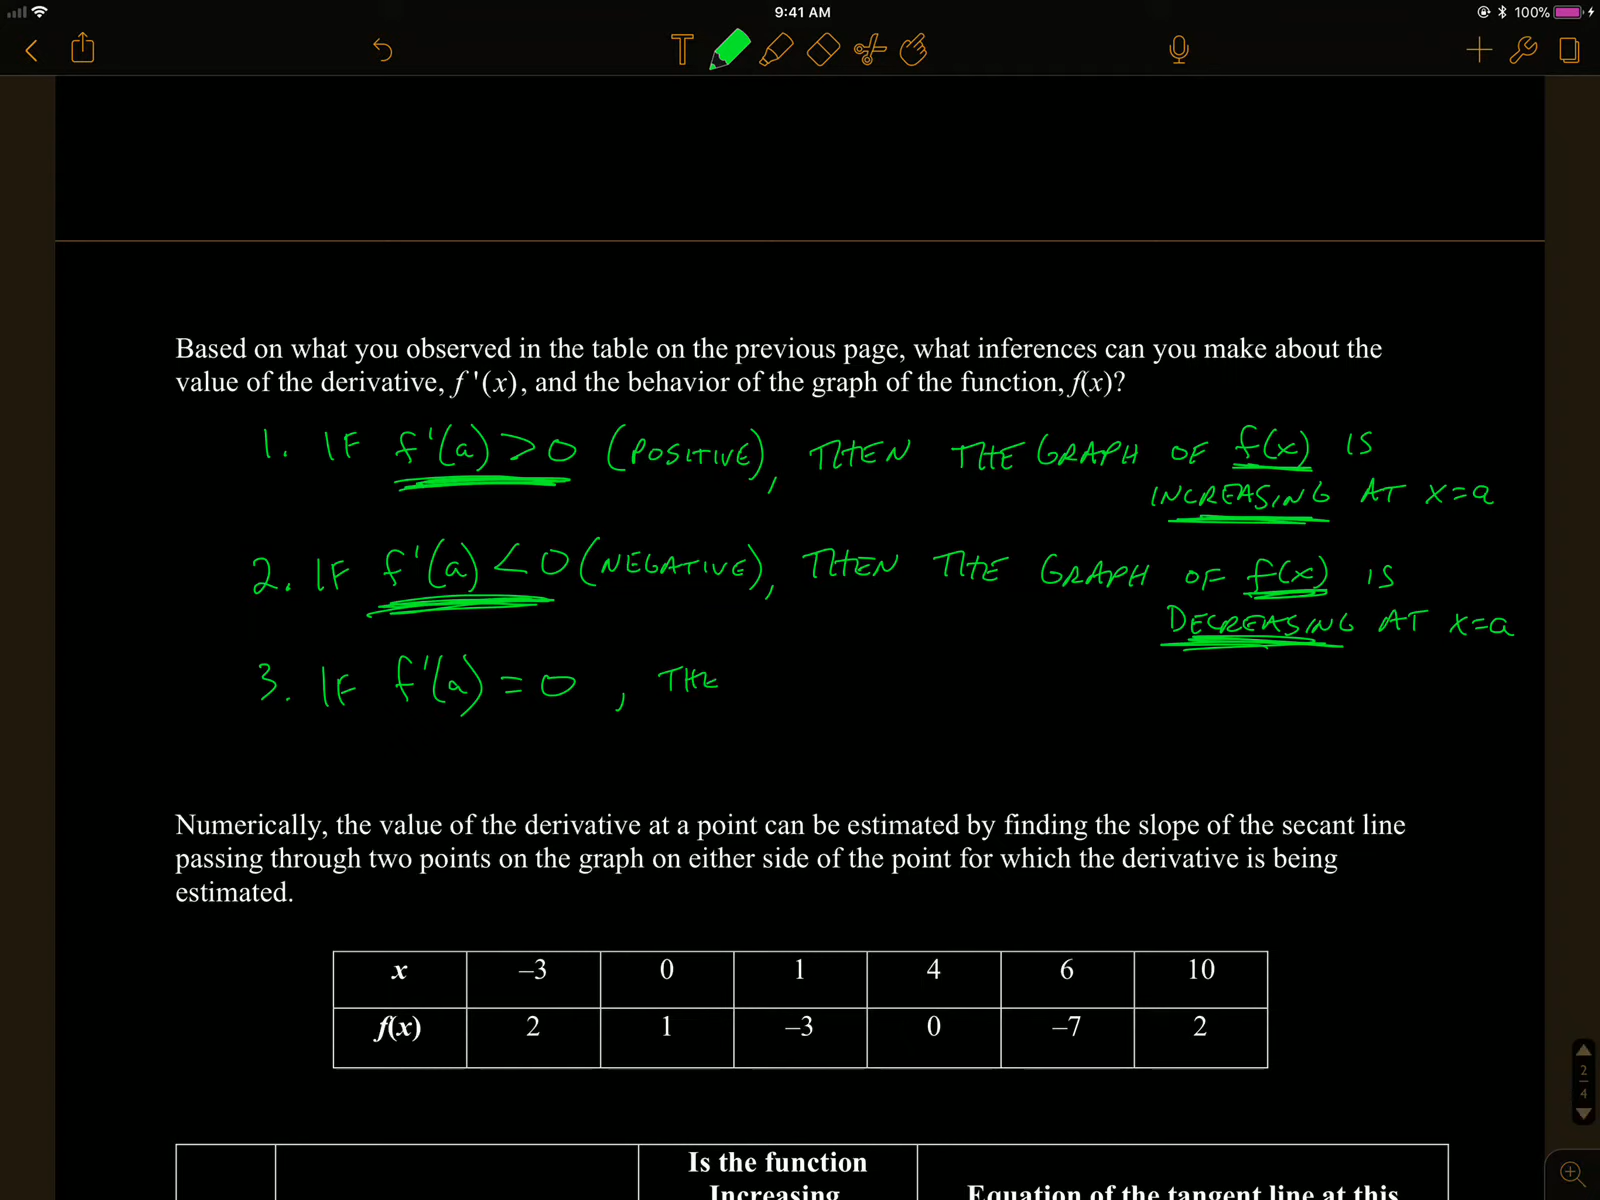 9:41 AM
100%
T
Based on what you observed in the table on the previous page, what inferences can you make about the
value of the derivative, f '(x), and the behavior of the graph of the function, f(x)?
1. IF f'(a) > 0 (POSITIVE), THEN THE GRAPH OF f(x) IS
INCREASING AT x=a
2. IF f'(a) < 0 (NEGATIVE), THEN THE GRAPH OF f(x) IS
DECREASING AT x=a
3. IF f'(a) = 0 , THE
Numerically, the value of the derivative at a point can be estimated by finding the slope of the secant line
passing through two points on the graph on either side of the point for which the derivative is being
estimated.
x –3 0 1 4 6 10
f(x) 2 1 –3 0 –7 2
2
4
Is the function
Increasing
Equation of the tangent line at this